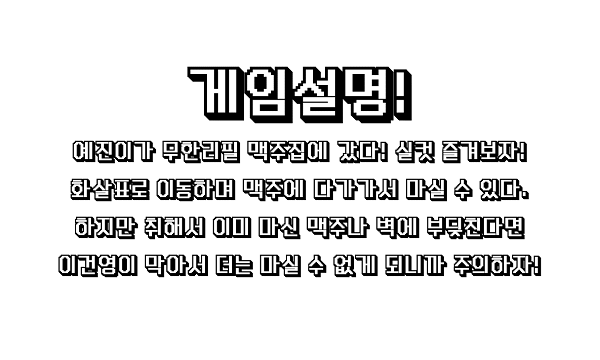 게임설명!
예진이가 무한리필 맥주집에 갔다! 실컷 즐겨보자!
화살표로 이동하며 맥주에 다가가서 마실 수 있다.
하지만 취해서 이미 마신 맥주나 벽에 부딪친다면
이건영이 막아서 더는 마실 수 없게 되니까 주의하자!